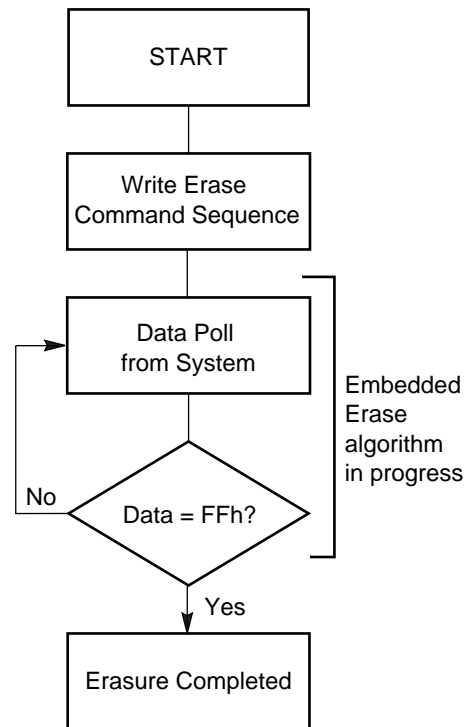 START
Write Erase
Command Sequence
Data Poll
from System
Embedded
Erase
algorithm
in progress
No
Data = FFh?
Yes
Erasure Completed